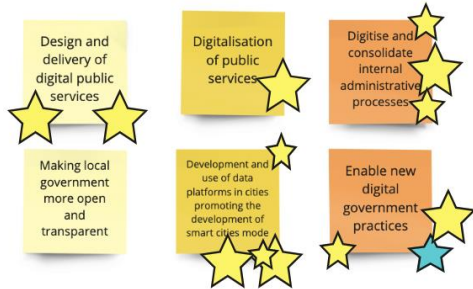 Design and
delivery of
digital public
services
Digitalisation
of public
services
Digitise and
consolidate
internal
administrative
processes
Making local
government
more open
and
transparent
Development and
use of data
platforms in cities
promoting the
development of
smart cities mode
Enable new
digital
government
practices